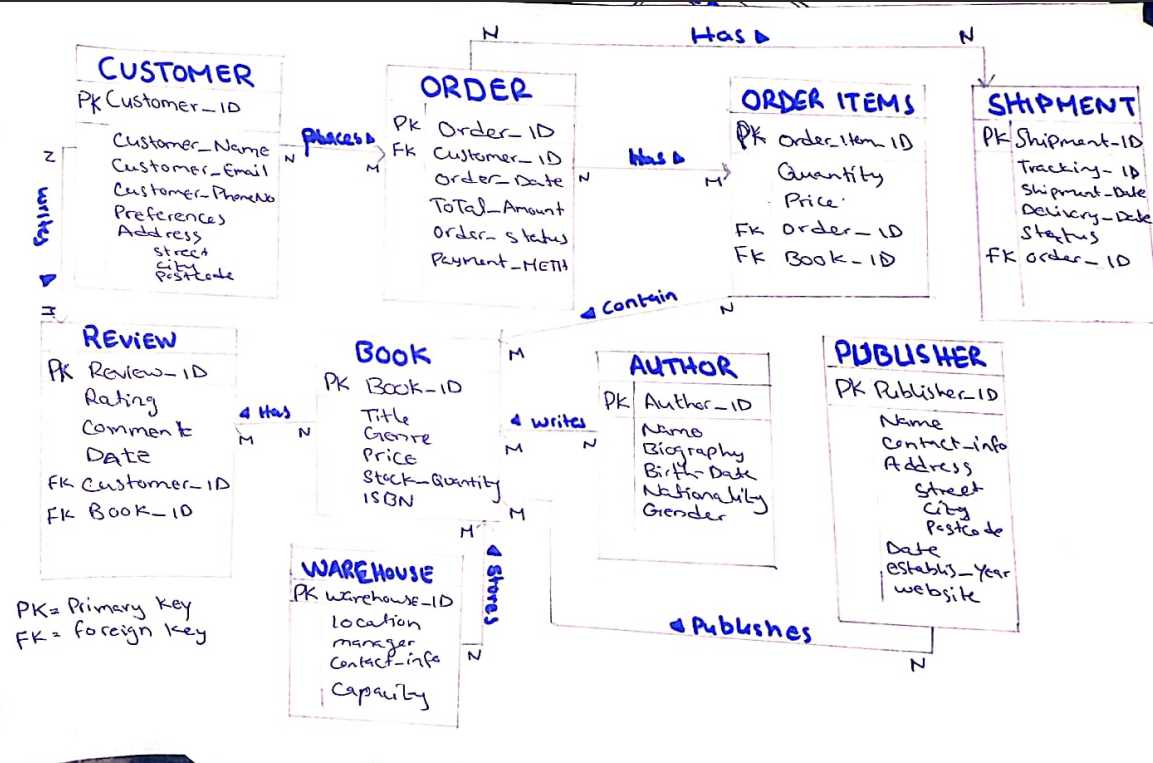 N Has N
CUSTOMER
PK Customer_ID
Customer_Name
Customer_Email
Customer_PhoneNo
Preferences
Address
Street
City
Postcode
N places M
ORDER
PK Order_ID
FK Customer_ID
Order_Date
ToTal_Amount
Order_Status
Payment_METH
N Has M
ORDER ITEMS
PK Order_Item_ID
Quantity
Price
FK Order_ID
FK Book_ID
SHIPMENT
PK Shipment_ID
Tracking_ID
Shipment_Date
Delivery_Date
Status
FK Order_ID
N
writes
M
N Contain M
REVIEW
PK Review_ID
Rating
Comment
DATE
FK Customer_ID
FK Book_ID
M Has N
BOOK
PK Book_ID
Title
Genre
Price
Stock_Quantity
ISBN
M writes N
AUTHOR
PK Author_ID
Name
Biography
Birth-Date
Nationality
Gender
PUBLISHER
PK Publisher_ID
Name
Contact_info
Address
Street
City
Postcode
Date
establis_Year
website
M Publishes N
M Stores N
WAREHOUSE
PK Warehouse_ID
Location
manager
Contact_info
Capacity
PK= Primary Key
FK = foreign Key